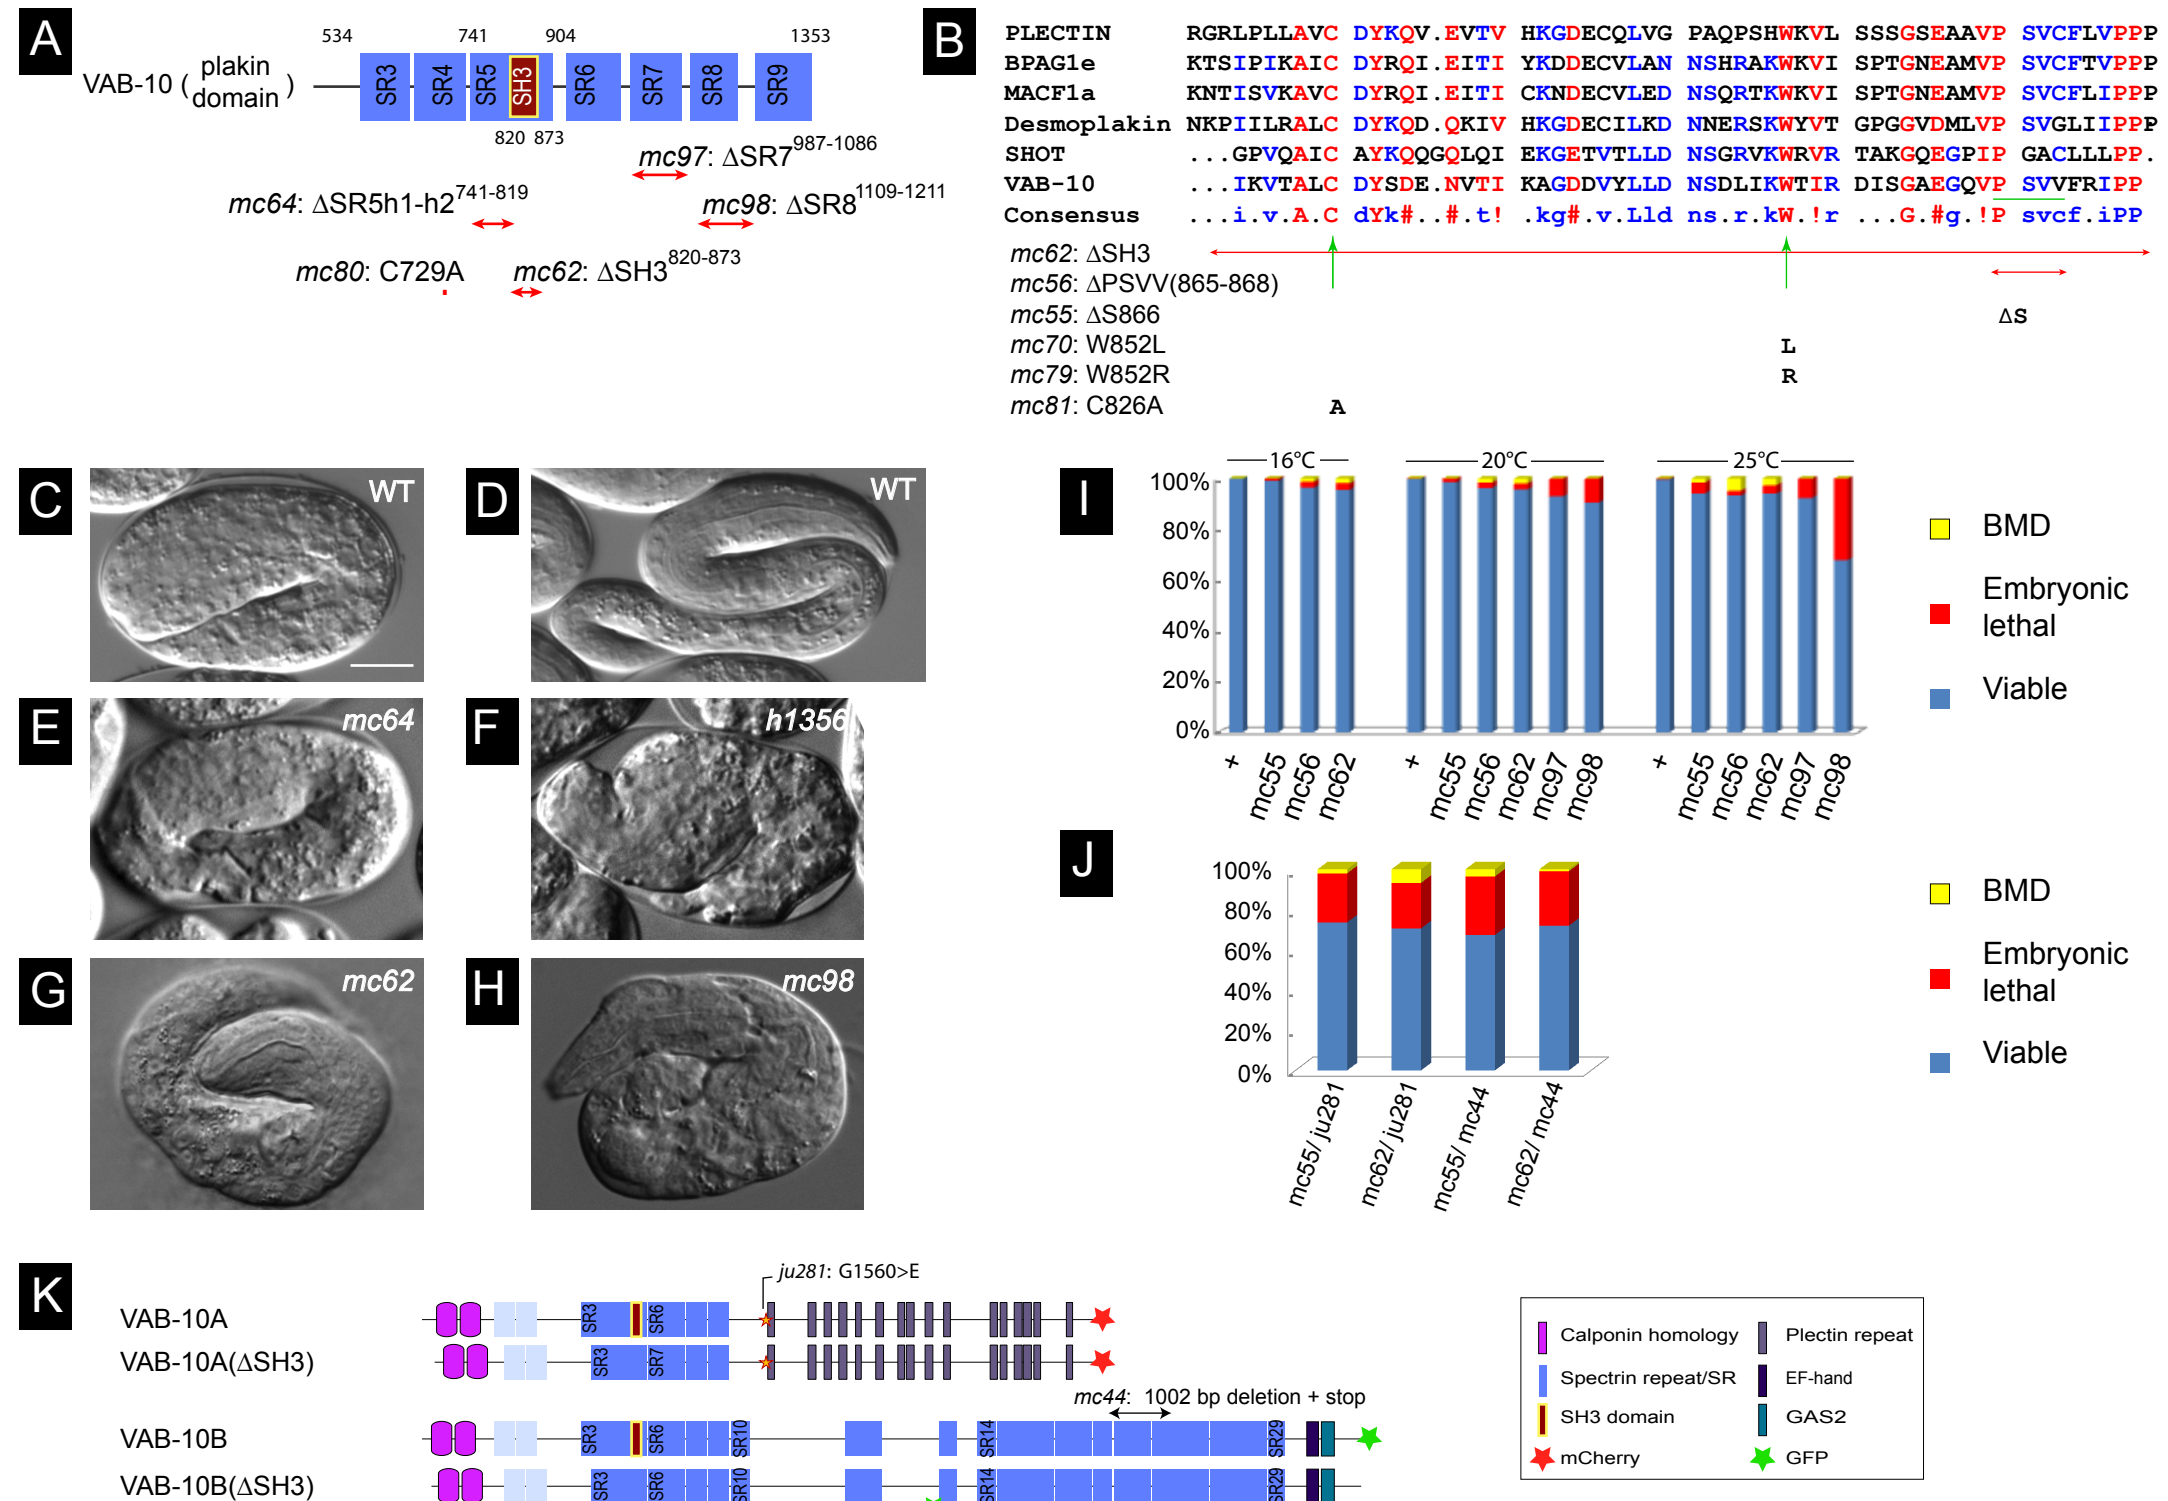 A
534 741 904 1353
VAB-10 (plakin domain)
SR3 SR4 SR5 SH3 SR6 SR7 SR8 SR9
820 873
mc97: ΔSR7987-1086
mc64: ΔSR5h1-h2741-819
mc98: ΔSR81109-1211
mc80: C729A
mc62: ΔSH3820-873
B
PLECTIN RGRLPLLAVC DYKQV.EVTV HKGDECQLVG PAQPSHWKVL SSSGSEAAVP SVCFLVPPP
BPAG1e KTSIPIKAIC DYRQI.EITI YKDDECVLAN NSHRAKWKVI SPTGNEAMVP SVCFTVPPP
MACF1a KNTISVKAVC DYRQI.EITI CKNDECVLED NSQRTKWKVI SPTGNEAMVP SVCFLIPPP
Desmoplakin NKPIILRALC DYKQD.QKIV HKGDECILKD NNERSKWYVT GPGGVDMLVP SVGLIIPPP
SHOT ...GPVQAIC AYKQQGQLQI EKGETVTLLD NSGRVKWRVR TAKGQEGPIP GACLLLPP.
VAB-10 ...IKVTALC DYSDE.NVTI KAGDDVYLLD NSDLIKWTIR DISGAEGQVP SVVFRIPP
Consensus ...i.v.A.C dYk#..#.t! .kg#.v.Lld ns.r.kW.!r ...G.#g.!P svcf.iPP
mc62: ΔSH3
mc56: ΔPSVV(865-868)
mc55: ΔS866 ΔS
mc70: W852L L
mc79: W852R R
mc81: C826A A
C WT
D WT
E mc64
F h1356
G mc62
H mc98
I
16°C 20°C 25°C
100%
80%
60%
40%
20%
0%
+ mc55 mc56 mc62 + mc55 mc56 mc62 mc97 mc98 + mc55 mc56 mc62 mc97 mc98
BMD
Embryonic
lethal
Viable
J
100%
80%
60%
40%
20%
0%
mc55/ ju281 mc62/ ju281 mc55/ mc44 mc62/ mc44
BMD
Embryonic
lethal
Viable
K
ju281: G1560>E
VAB-10A SR3 SR6
VAB-10A(ΔSH3) SR3 SR7
mc44: 1002 bp deletion + stop
VAB-10B SR3 SR6 SR10 SR14 SR29
VAB-10B(ΔSH3) SR3 SR6 SR10 SR14 SR29
Calponin homology Plectin repeat
Spectrin repeat/SR EF-hand
SH3 domain GAS2
mCherry GFP